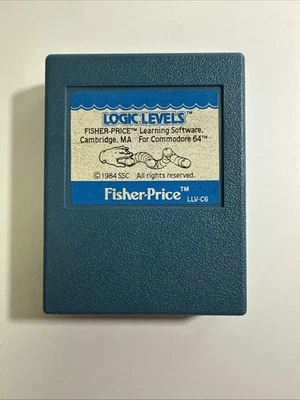 LOGIC LEVELS™
FISHER-PRICE™ Learning Software.
Cambridge, MA For Commodore 64™
©1984 SSC All rights reserved.
Fisher-Price™
LLV-C6